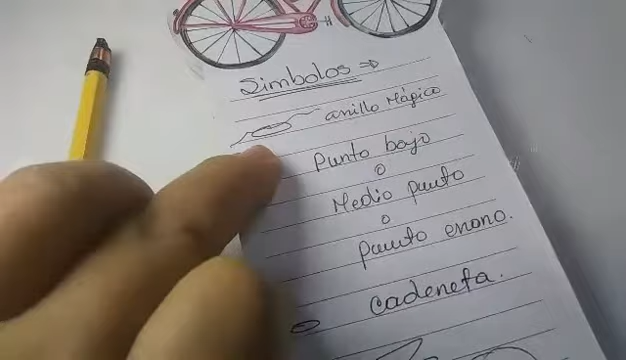 Simbolos ⇒
anillo Mágico
Punto bajo
o
Medio punto
o
punto enano.
cadeneta.